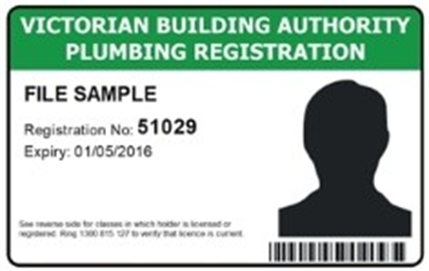 VICTORIAN BUILDING AUTHORITY
PLUMBING REGISTRATION
FILE SAMPLE
Registration No: 51029
Expiry: 01/05/2016
See reverse side for classes in which holder is licensed or
registered. Ring 1300 815 127 to verify that licence is current.